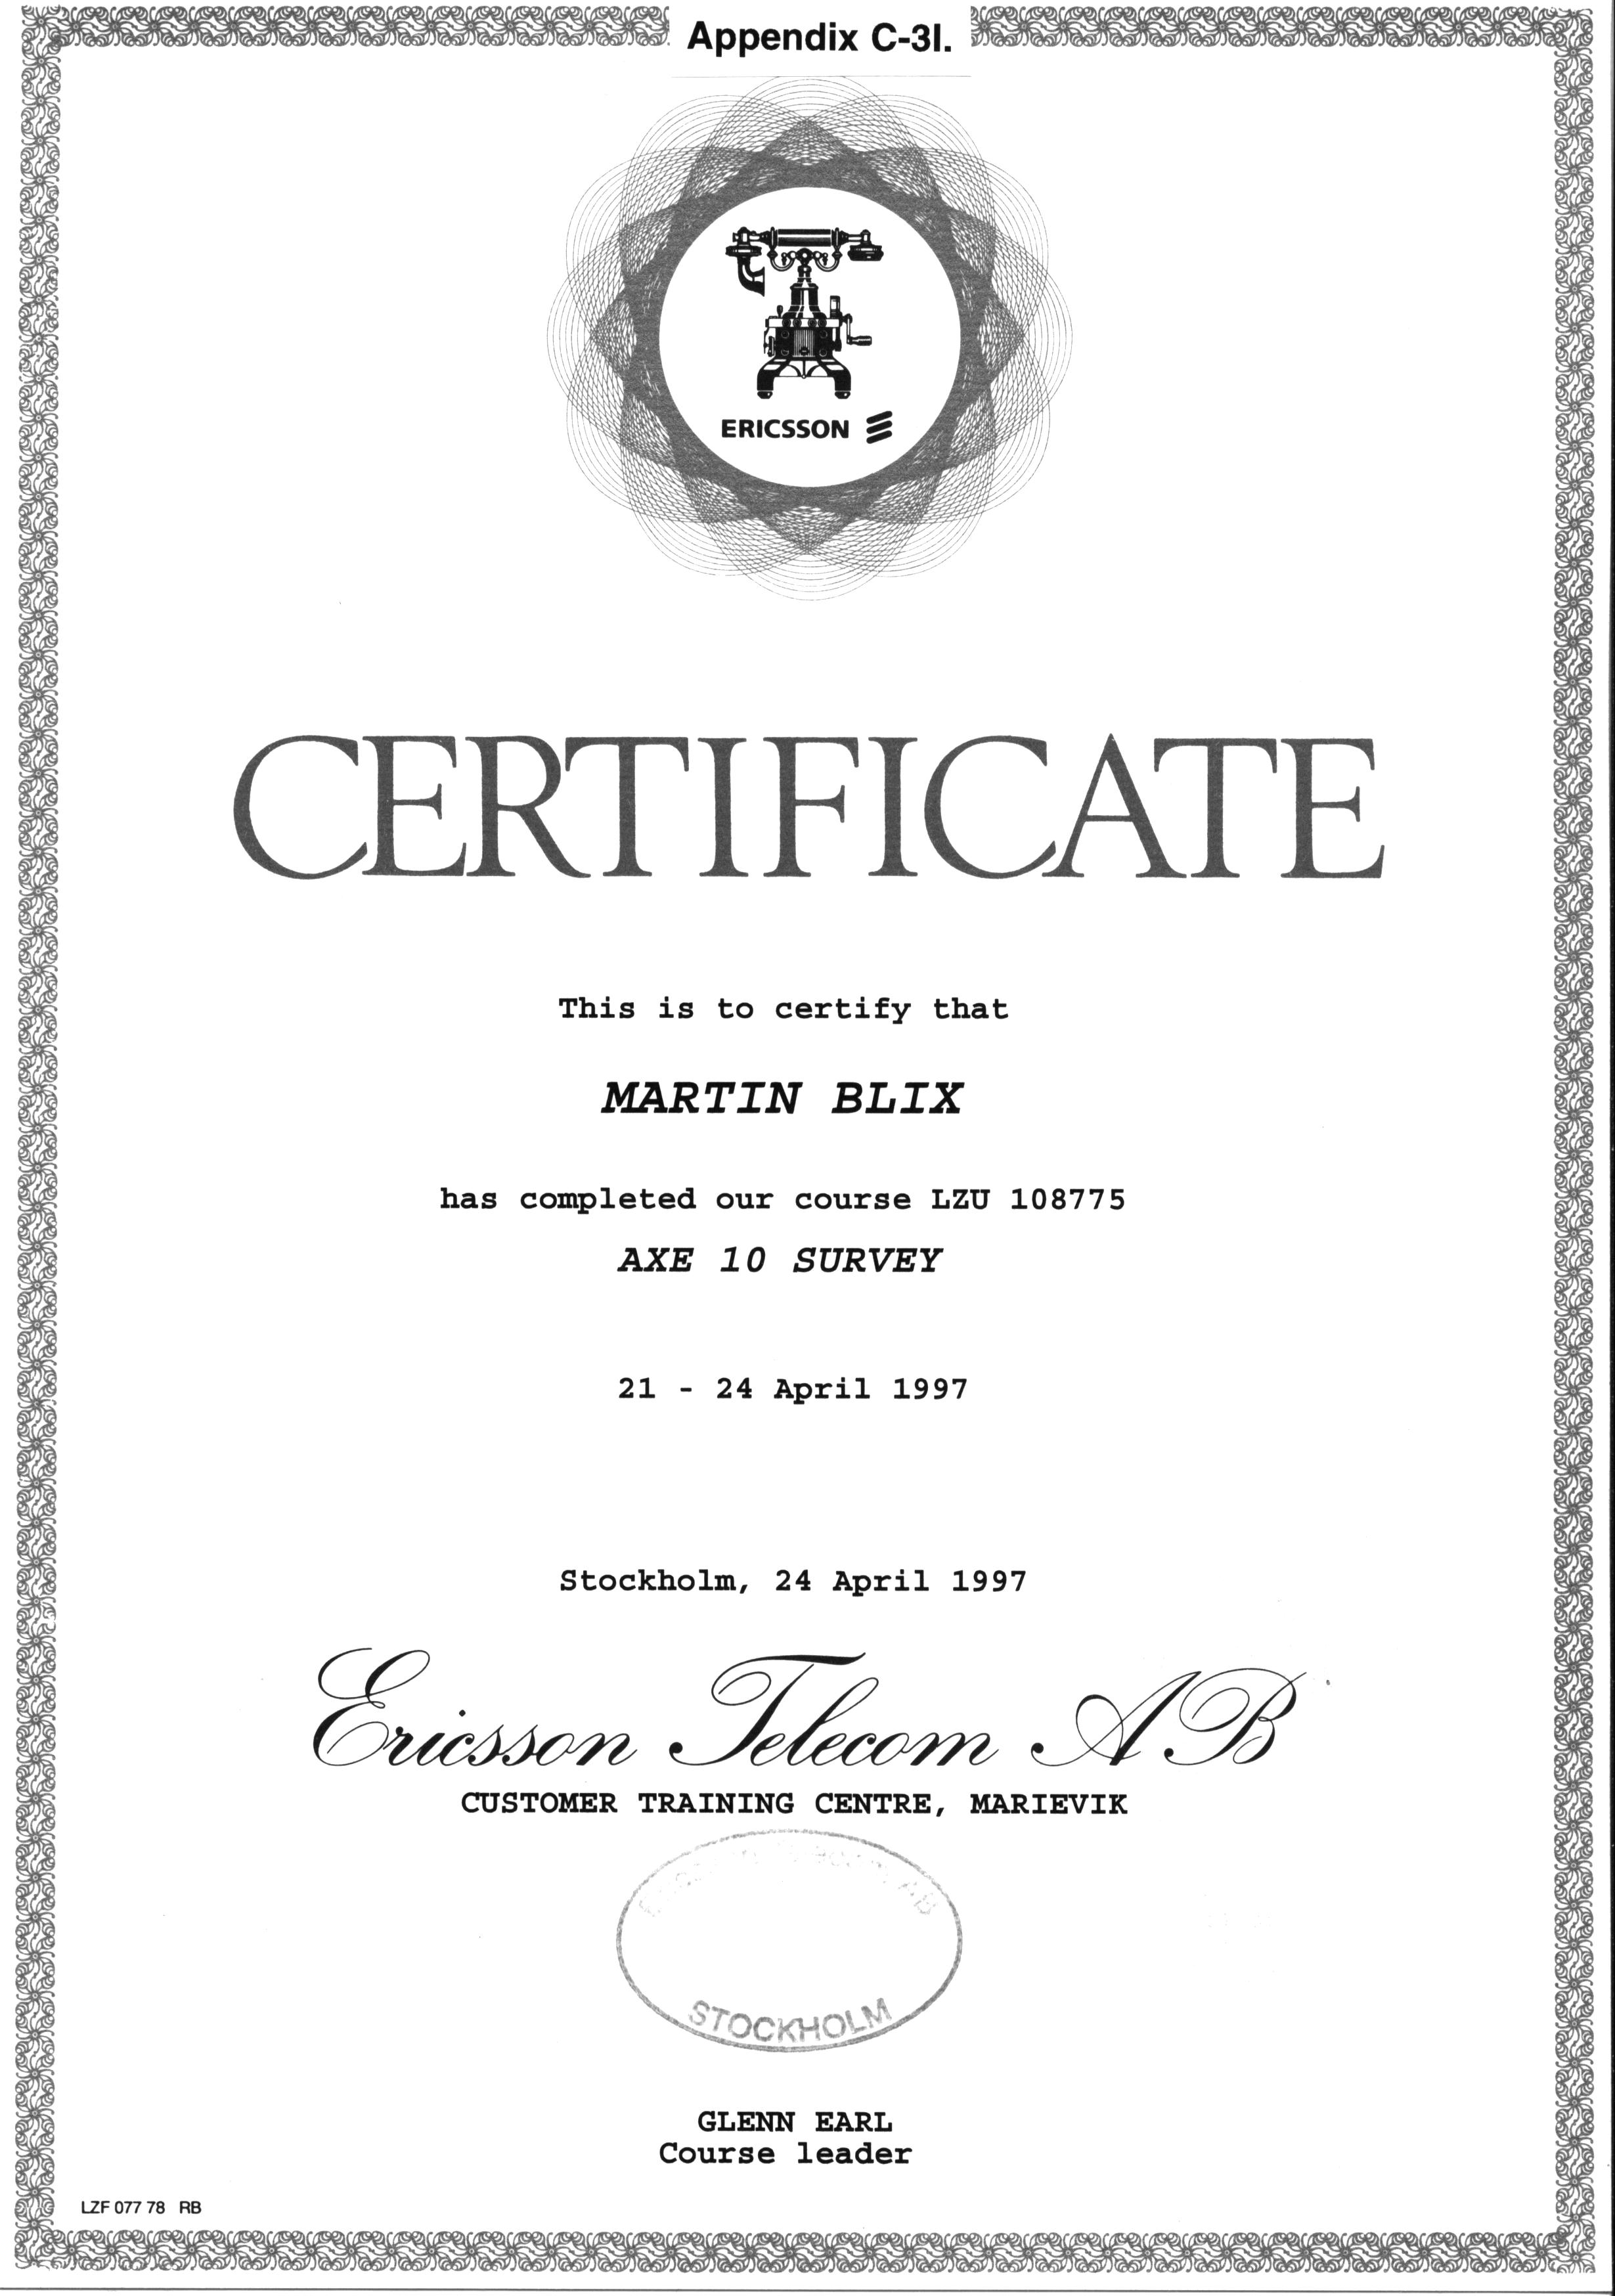 Appendix C-3l.
ERICSSON
CERTIFICATE
This is to certify that
MARTIN BLIX
has completed our course LZU 108775
AXE 10 SURVEY
21 - 24 April 1997
Stockholm, 24 April 1997
Ericsson Telecom AB
CUSTOMER TRAINING CENTRE, MARIEVIK
AB
STOCKHOLM
GLENN EARL
Course leader
LZF 077 78 RB